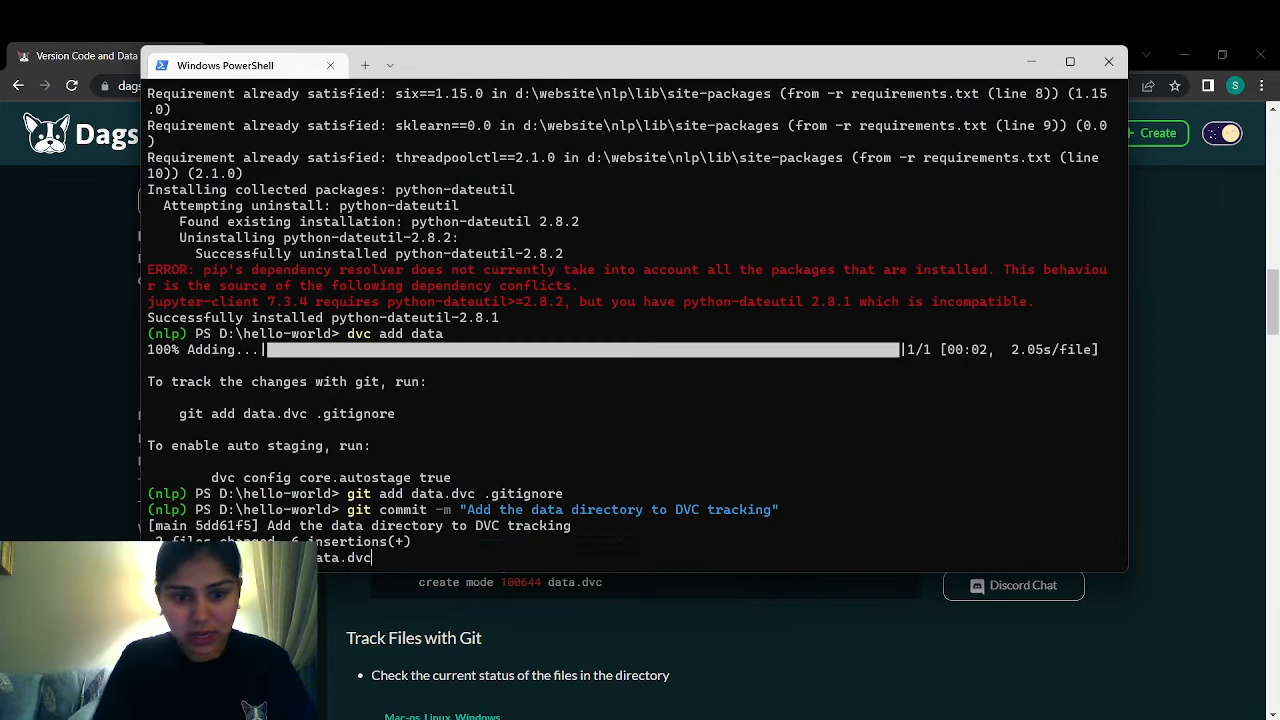 Version Code and Data
Windows PowerShell
dags
Dags
Create
Requirement already satisfied: six==1.15.0 in d:\website\nlp\lib\site-packages (from -r requirements.txt (line 8)) (1.15
.0)
Requirement already satisfied: sklearn==0.0 in d:\website\nlp\lib\site-packages (from -r requirements.txt (line 9)) (0.0
)
Requirement already satisfied: threadpoolctl==2.1.0 in d:\website\nlp\lib\site-packages (from -r requirements.txt (line
10)) (2.1.0)
Installing collected packages: python-dateutil
Attempting uninstall: python-dateutil
Found existing installation: python-dateutil 2.8.2
Uninstalling python-dateutil-2.8.2:
Successfully uninstalled python-dateutil-2.8.2
ERROR: pip's dependency resolver does not currently take into account all the packages that are installed. This behaviou
r is the source of the following dependency conflicts.
jupyter-client 7.3.4 requires python-dateutil>=2.8.2, but you have python-dateutil 2.8.1 which is incompatible.
Successfully installed python-dateutil-2.8.1
(nlp) PS D:\hello-world> dvc add data
100% Adding...| |1/1 [00:02, 2.05s/file]
To track the changes with git, run:
git add data.dvc .gitignore
To enable auto staging, run:
dvc config core.autostage true
(nlp) PS D:\hello-world> git add data.dvc .gitignore
(nlp) PS D:\hello-world> git commit -m "Add the data directory to DVC tracking"
[main 5dd61f5] Add the data directory to DVC tracking
2 files changed, 6 insertions(+)
ata.dvc
create mode 100644 data.dvc
Discord Chat
Track Files with Git
Check the current status of the files in the directory
Mac-os, Linux, Windows